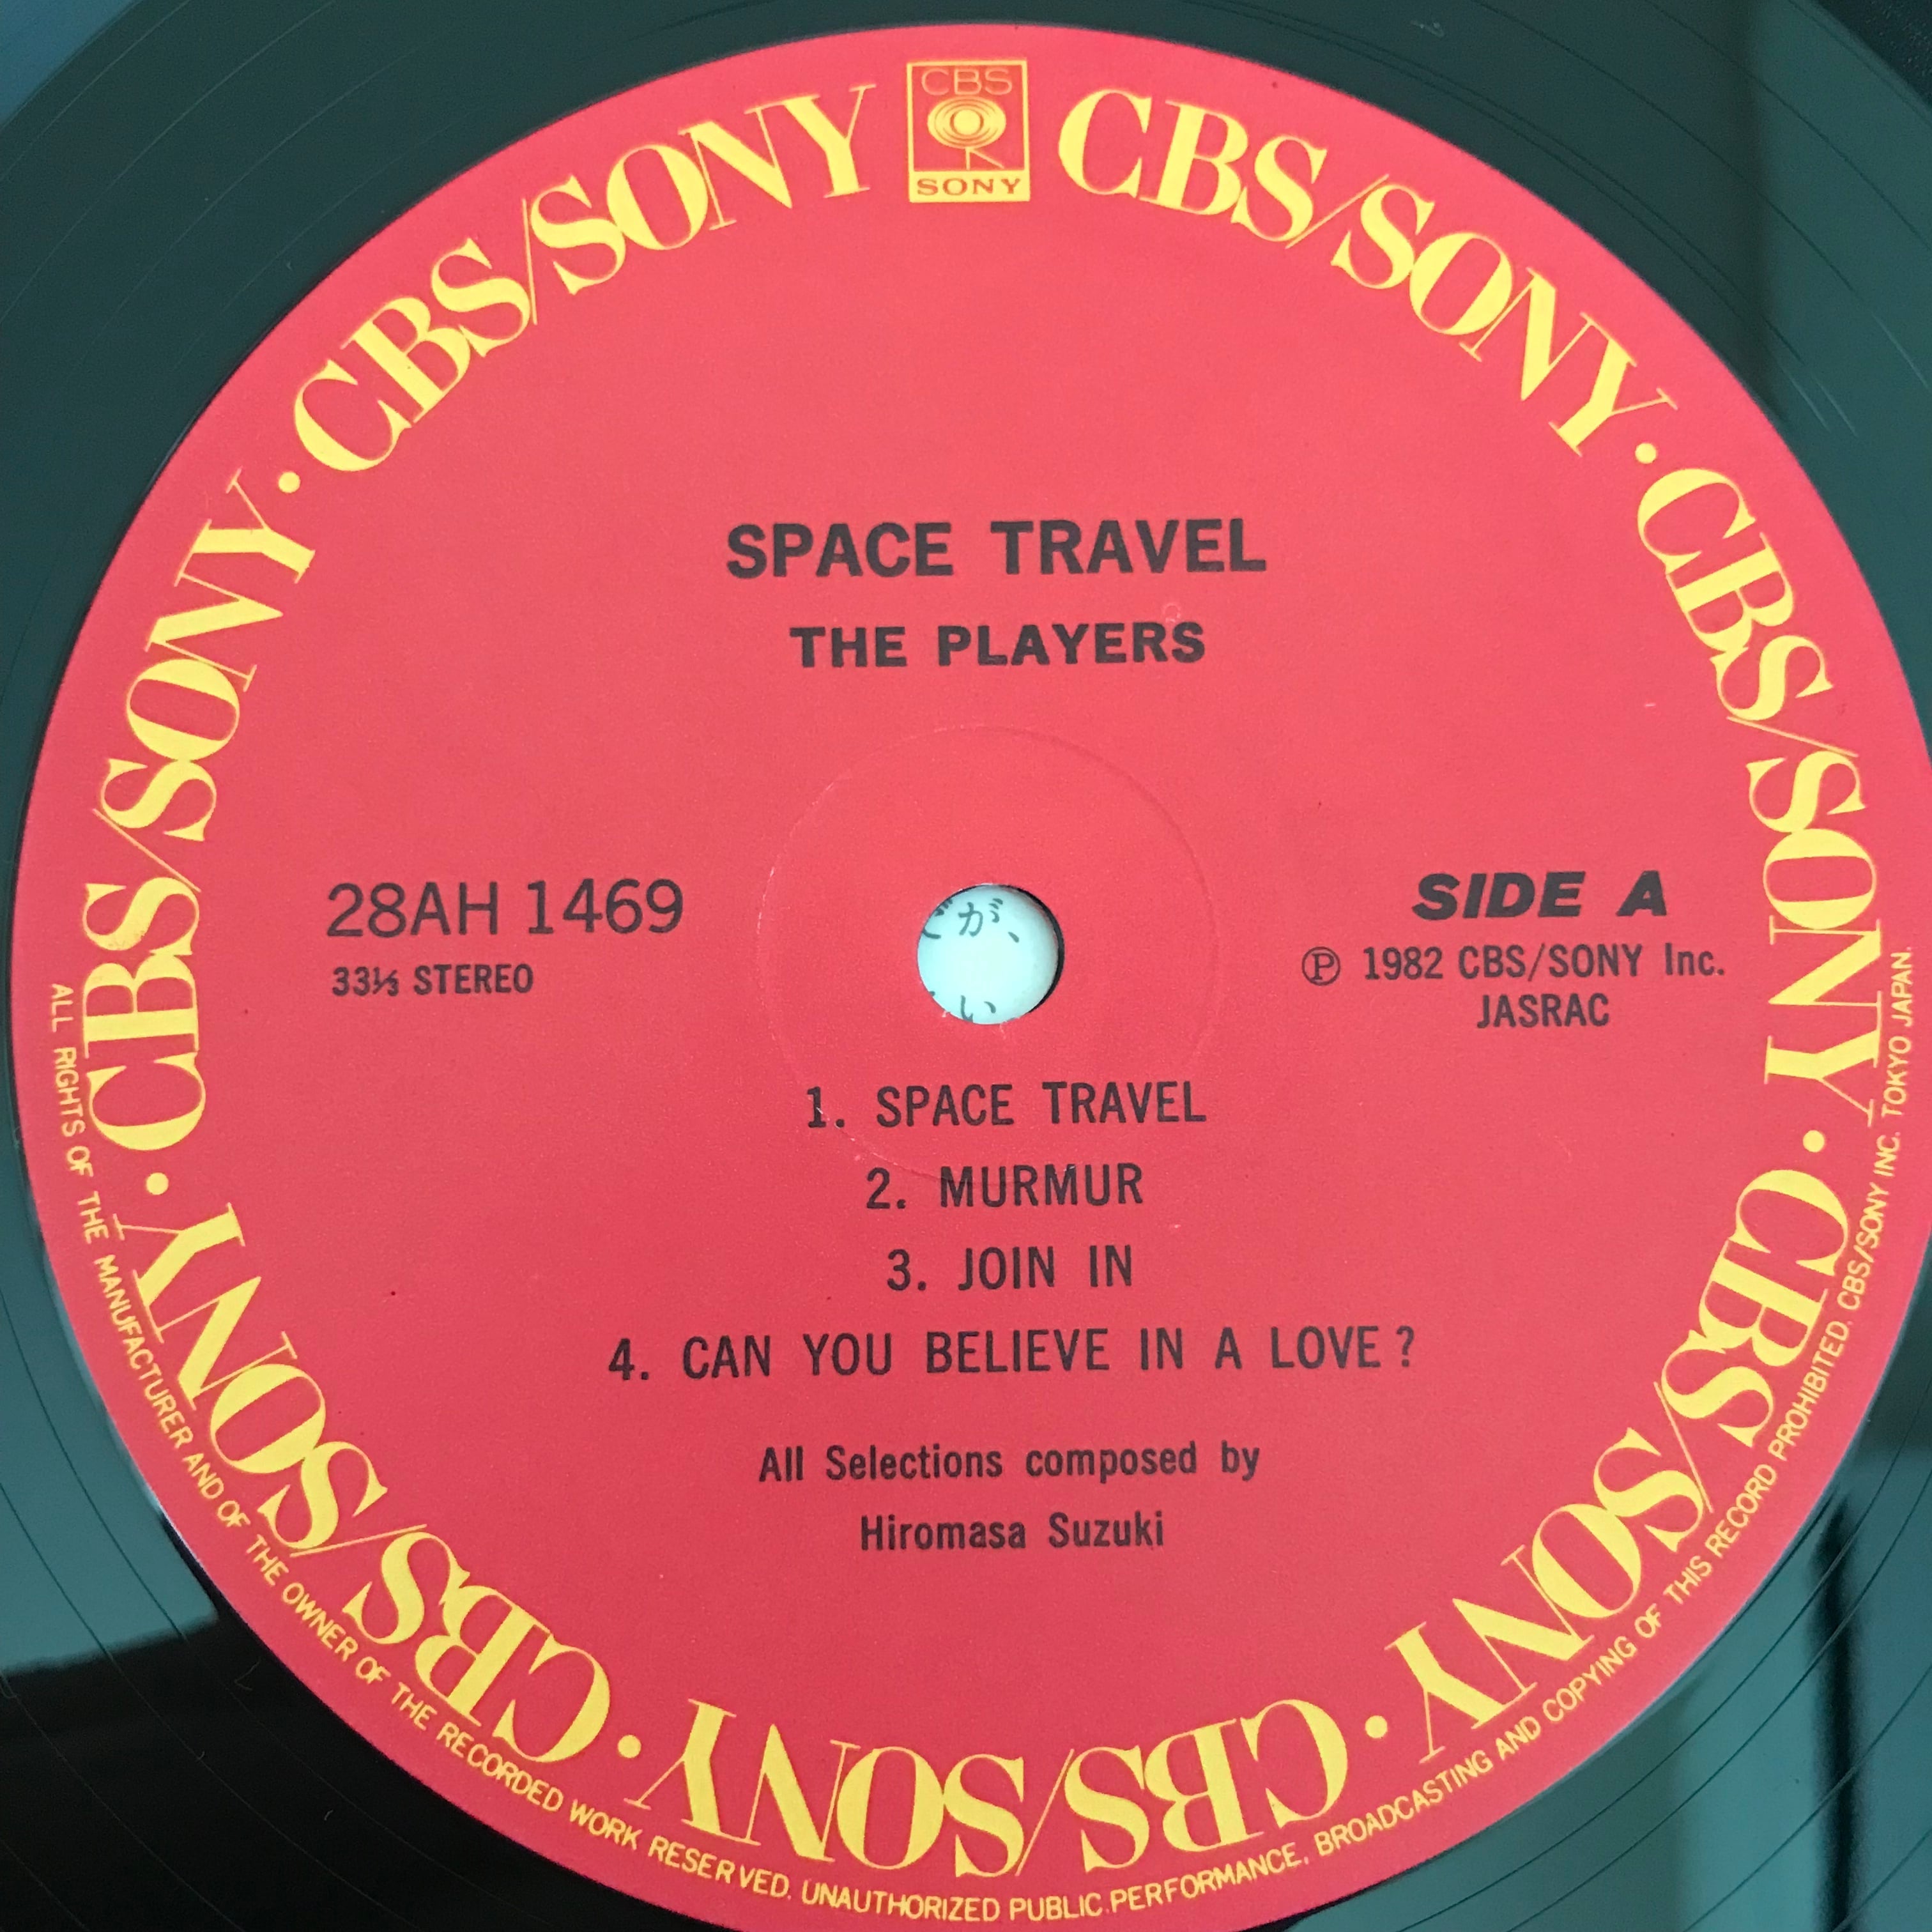 CBS
SONY
CBS/SONY · CBS/SONY · CBS/SONY · CBS/SONY · CBS/SONY · CBS/SONY · CBS/SONY
SPACE TRAVEL
THE PLAYERS
28AH 1469
33⅓ STEREO
SIDE A
Ⓟ 1982 CBS/SONY Inc.
JASRAC
が、
い
1. SPACE TRAVEL
2. MURMUR
3. JOIN IN
4. CAN YOU BELIEVE IN A LOVE?
All Selections composed by
Hiromasa Suzuki
ALL RIGHTS OF THE MANUFACTURER AND OF THE OWNER OF THE RECORDED WORK RESERVED. UNAUTHORIZED PUBLIC PERFORMANCE, BROADCASTING AND COPYING OF THIS RECORD PROHIBITED. CBS/SONY INC. TOKYO JAPAN.